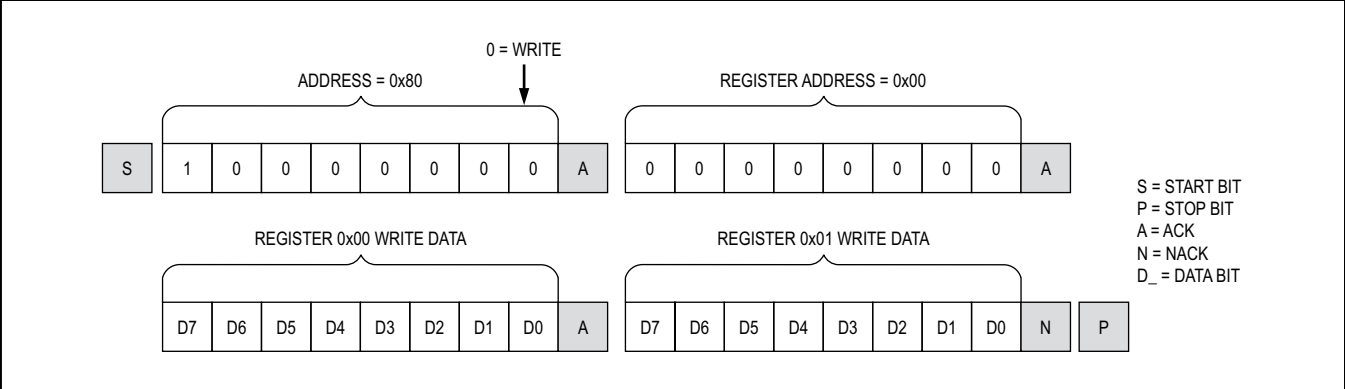 0 = WRITE
ADDRESS = 0x80
REGISTER ADDRESS = 0x00
S 1 0 0 0 0 0 0 0 A 0 0 0 0 0 0 0 0 A
REGISTER 0x00 WRITE DATA
REGISTER 0x01 WRITE DATA
D7 D6 D5 D4 D3 D2 D1 D0 A D7 D6 D5 D4 D3 D2 D1 D0 N P
S = START BIT
P = STOP BIT
A = ACK
N = NACK
D_ = DATA BIT